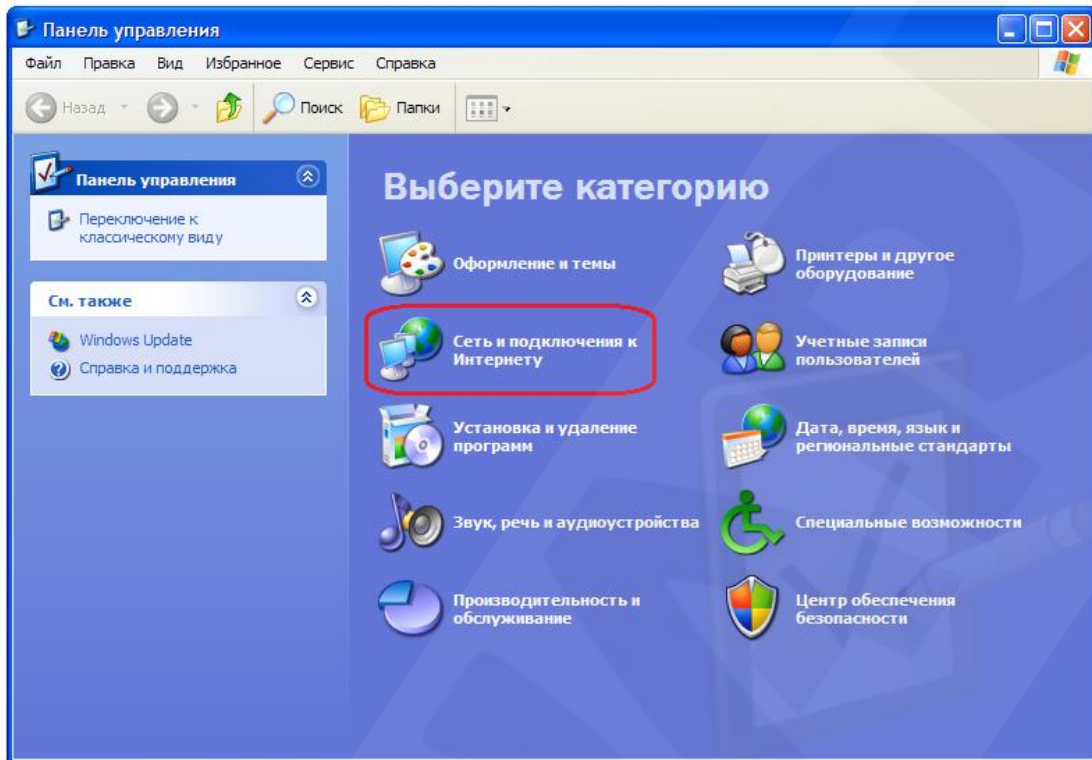 Панель управления
Файл Правка Вид Избранное Сервис Справка
Назад Поиск Папки
Панель управления
Переключение к
классическому виду
См. также
Windows Update
Справка и поддержка
Выберите категорию
Оформление и темы
Принтеры и другое
оборудование
Сеть и подключения к
Интернету
Учетные записи
пользователей
Установка и удаление
программ
Дата, время, язык и
региональные стандарты
Звук, речь и аудиоустройства
Специальные возможности
Производительность и
обслуживание
Центр обеспечения
безопасности